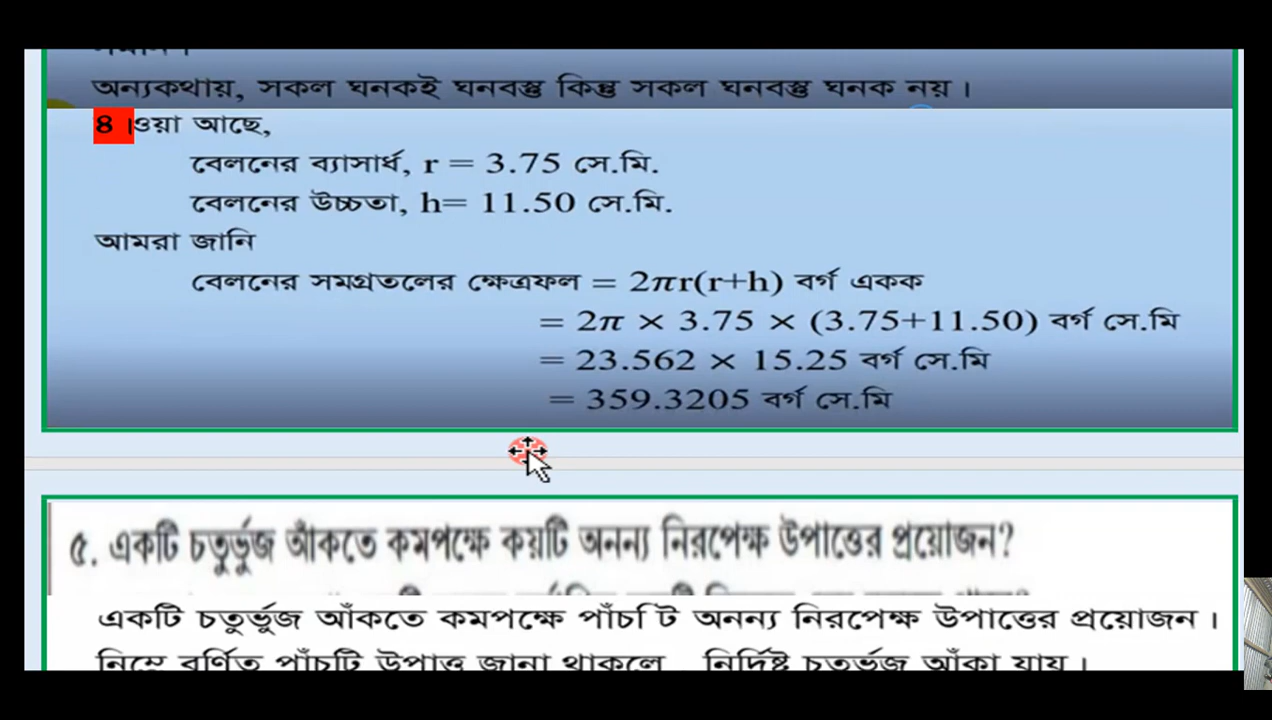 অন্যকথায়, সকল ঘনকই ঘনবস্তু কিন্তু সকল ঘনবস্তু ঘনক নয়।
8।ওয়া আছে,
বেলনের ব্যাসার্ধ, r = 3.75 সে.মি.
বেলনের উচ্চতা, h= 11.50 সে.মি.
আমরা জানি
বেলনের সমগ্রতলের ক্ষেত্রফল = 2πr(r+h) বর্গ একক
= 2π × 3.75 × (3.75+11.50) বর্গ সে.মি
= 23.562 × 15.25 বর্গ সে.মি
= 359.3205 বর্গ সে.মি
৫. একটি চতুর্ভুজ আঁকতে কমপক্ষে কয়টি অনন্য নিরপেক্ষ উপাত্তের প্রয়োজন?
একটি চতুর্ভুজ আঁকতে কমপক্ষে পাঁচটি অনন্য নিরপেক্ষ উপাত্তের প্রয়োজন।
নিম্নে বর্ণিত পাঁচটি উপাত্ত জানা থাকলে নির্দিষ্ট চতুর্ভুজ আঁকা যায়।